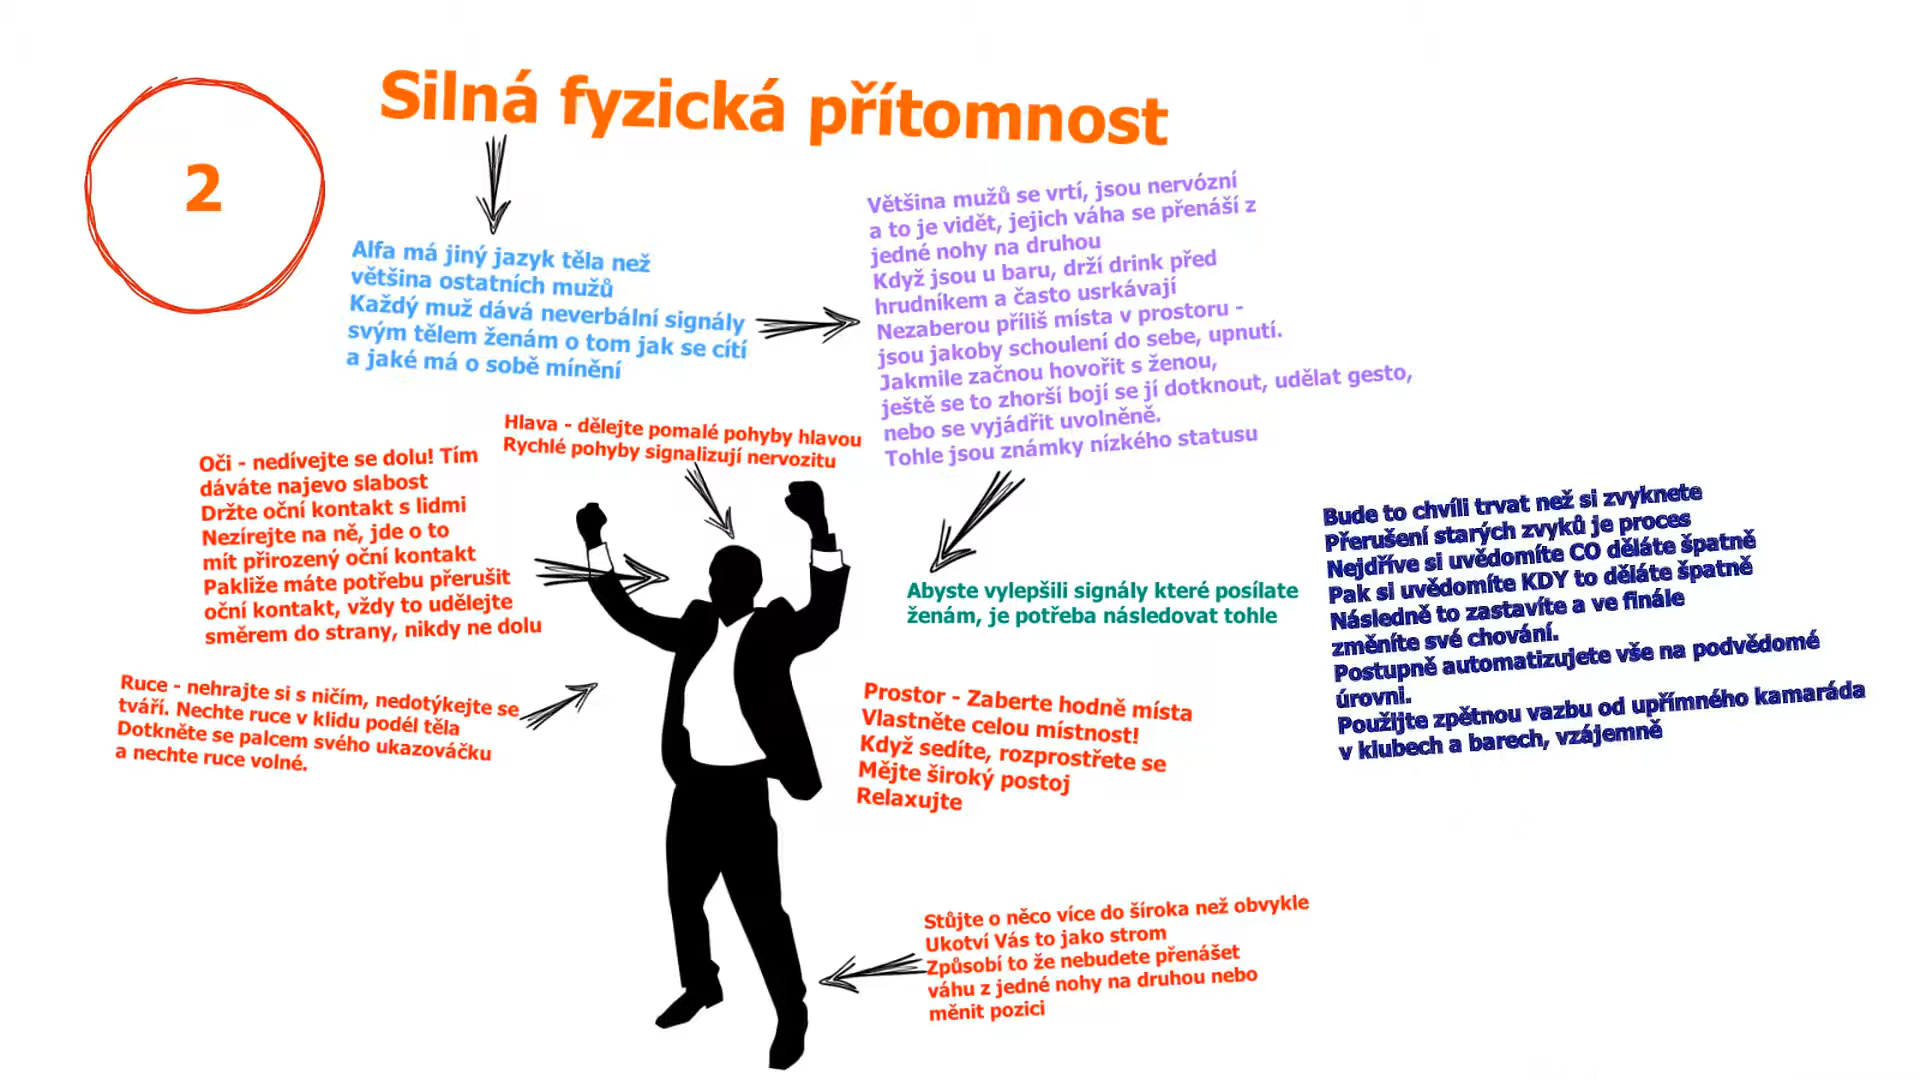 2
Silná fyzická přítomnost
Alfa má jiný jazyk těla než
většina ostatních mužů
Každý muž dává neverbální signály
svým tělem ženám o tom jak se cítí
a jaké má o sobě mínění
Většina mužů se vrtí, jsou nervózní
a to je vidět, jejich váha se přenáší z
jedné nohy na druhou
Když jsou u baru, drží drink před
hrudníkem a často usrkávají
Nezaberou příliš místa v prostoru -
jsou jakoby schoulení do sebe, upnutí.
Jakmile začnou hovořit s ženou,
ještě se to zhorší bojí se jí dotknout, udělat gesto,
nebo se vyjádřit uvolněně.
Tohle jsou známky nízkého statusu
Hlava - dělejte pomalé pohyby hlavou
Rychlé pohyby signalizují nervozitu
Oči - nedívejte se dolu! Tím
dáváte najevo slabost
Držte oční kontakt s lidmi
Nezírejte na ně, jde o to
mít přirozený oční kontakt
Pakliže máte potřebu přerušit
oční kontakt, vždy to udělejte
směrem do strany, nikdy ne dolu
Abyste vylepšili signály které posílate
ženám, je potřeba následovat tohle
Bude to chvíli trvat než si zvyknete
Přerušení starých zvyků je proces
Nejdříve si uvědomíte CO děláte špatně
Pak si uvědomíte KDY to děláte špatně
Následně to zastavíte a ve finále
změníte své chování.
Postupně automatizujete vše na podvědomé
úrovni.
Použijte zpětnou vazbu od upřímného kamaráda
v klubech a barech, vzájemně
Ruce - nehrajte si s ničím, nedotýkejte se
tváří. Nechte ruce v klidu podél těla
Dotkněte se palcem svého ukazováčku
a nechte ruce volné.
Prostor - Zaberte hodně místa
Vlastněte celou místnost!
Když sedíte, rozprostřete se
Mějte široký postoj
Relaxujte
Stůjte o něco více do široka než obvykle
Ukotví Vás to jako strom
Způsobí to že nebudete přenášet
váhu z jedné nohy na druhou nebo
měnit pozici